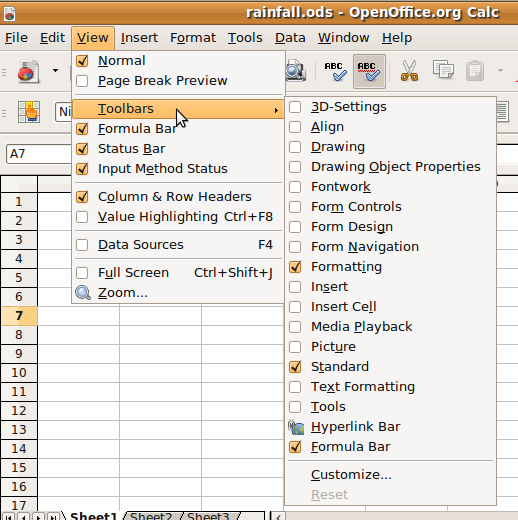 rainfall.ods - OpenOffice.org Calc
File Edit View Insert Format Tools Data Window Help
Normal
Page Break Preview
Toolbars
Formula Bar
Status Bar
Input Method Status
Column & Row Headers
Value Highlighting Ctrl+F8
Data Sources F4
Full Screen Ctrl+Shift+J
Zoom...
3D-Settings
Align
Drawing
Drawing Object Properties
Fontwork
Form Controls
Form Design
Form Navigation
Formatting
Insert
Insert Cell
Media Playback
Picture
Standard
Text Formatting
Tools
Hyperlink Bar
Formula Bar
Customize...
Reset
ABC ABC
Ni
A7
1
2
3
4
5
6
7
8
9
10
11
12
13
14
15
16
17
Sheet1 Sheet2 Sheet3